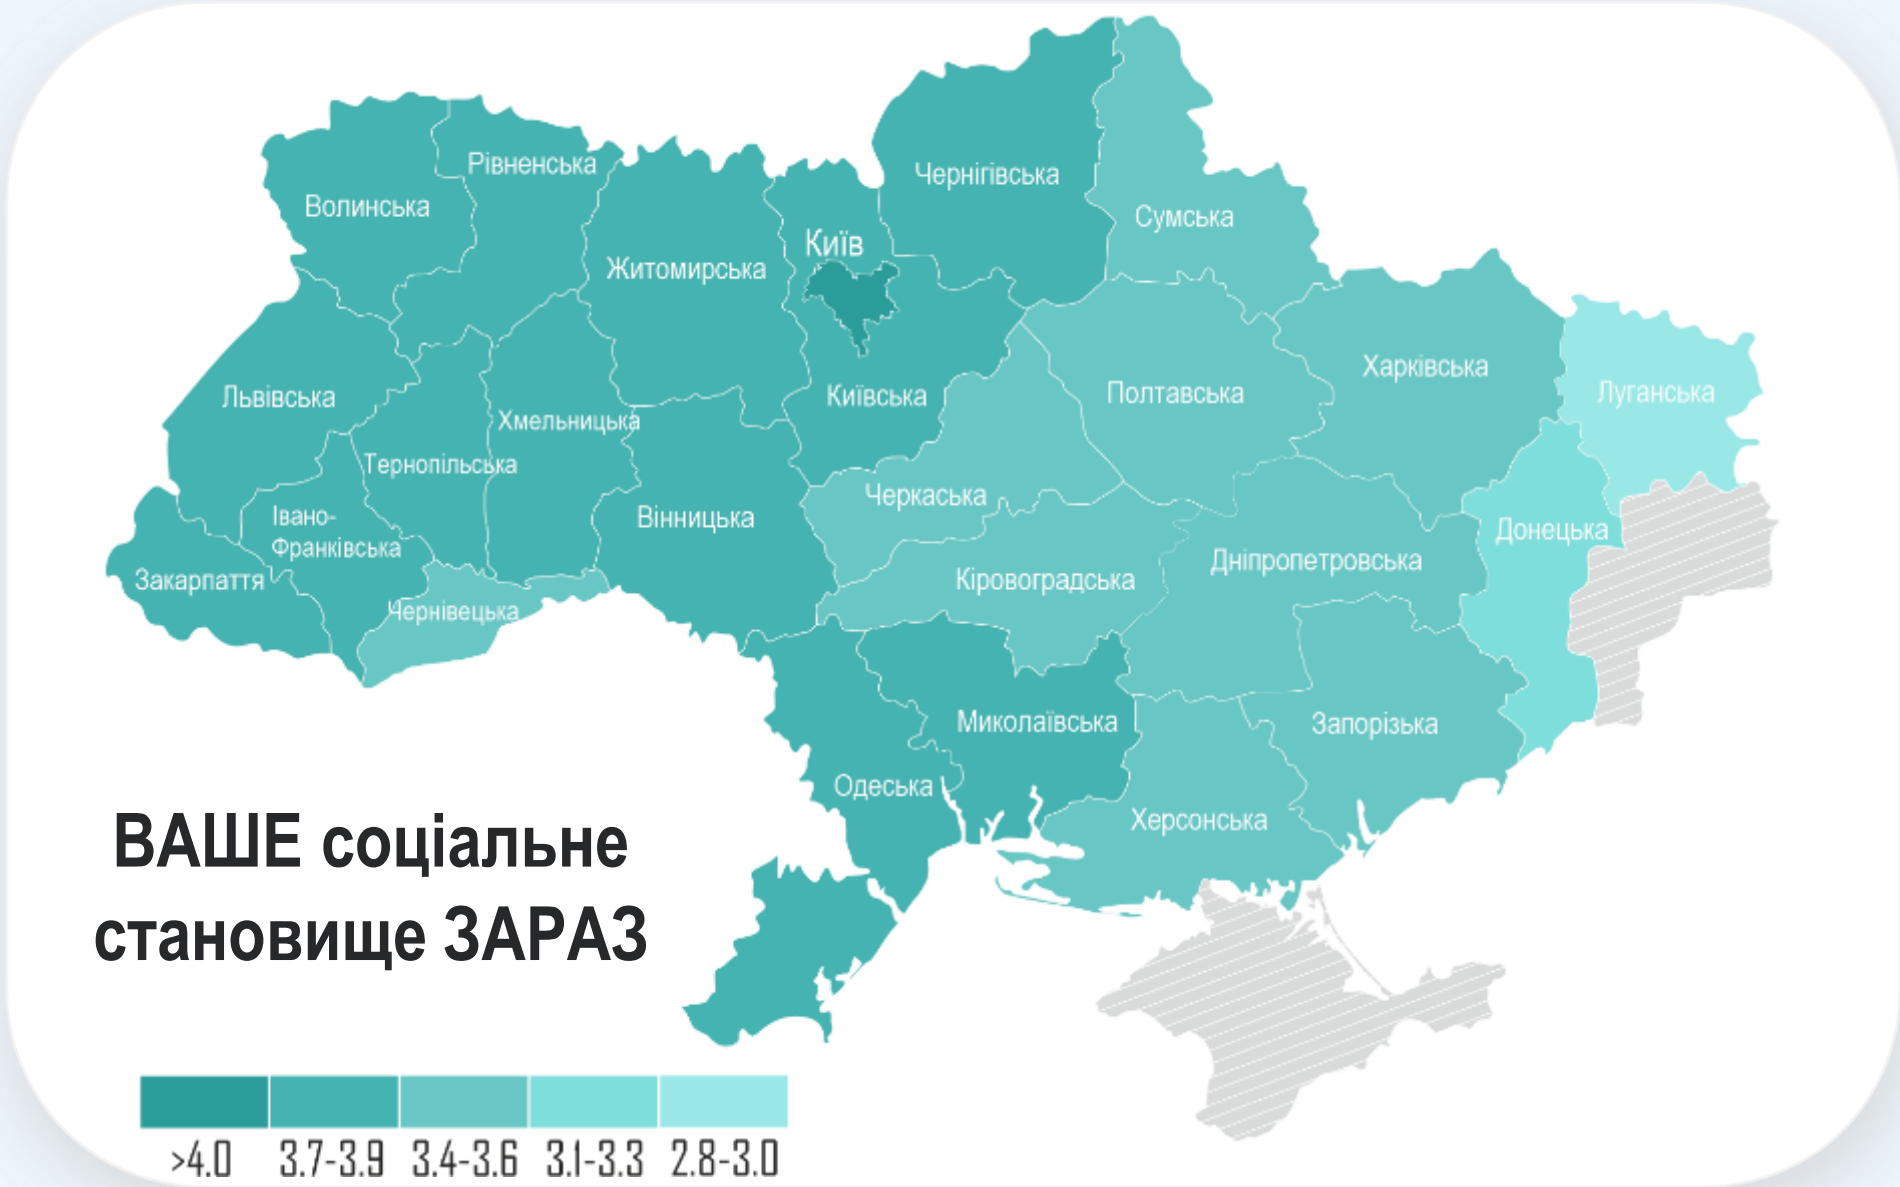 Рівненська
Чернігівська
Волинська
Сумська
Київ
Житомирська
Харківська
Луганська
Полтавська
Львівська
Київська
Хмельницька
Тернопільська
Черкаська
Вінницька
Івано-
Франківська
Донецька
Дніпропетровська
Закарпаття
Кіровоградська
Чернівецька
Миколаївська
Запорізька
Одеська
Херсонська
ВАШЕ соціальне
становище ЗАРАЗ
>4.0 3.7-3.9 3.4-3.6 3.1-3.3 2.8-3.0